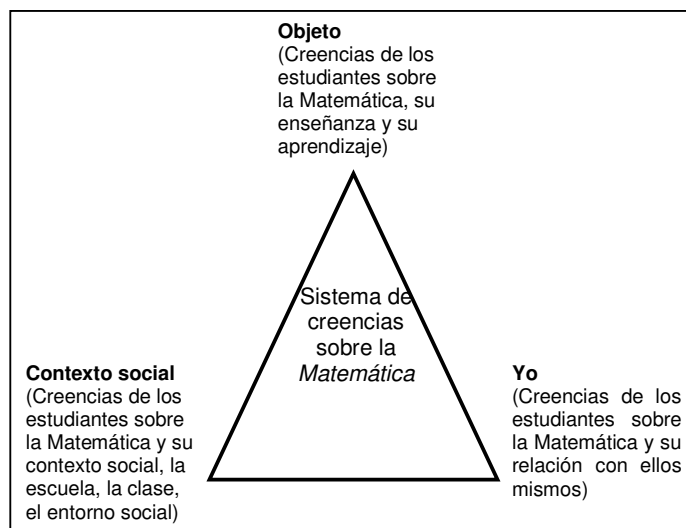 Objeto
(Creencias de los
estudiantes sobre
la Matemática, su
enseñanza y su
aprendizaje)
Sistema de
creencias
sobre la
Matemática
Contexto social
(Creencias de los
estudiantes sobre
la Matemática y su
contexto social, la
escuela, la clase,
el entorno social)
Yo
(Creencias de los
estudiantes sobre
la Matemática y su
relación con ellos
mismos)